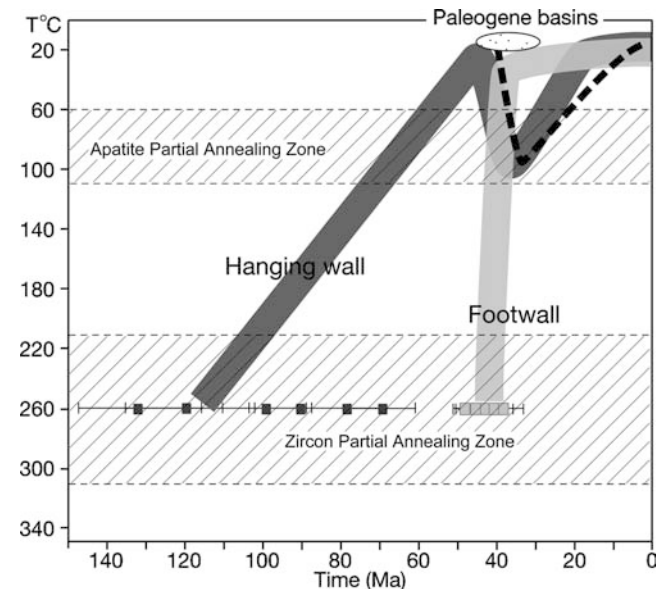 T°C
Paleogene basins
20
60
Apatite Partial Annealing Zone
100
140
Hanging wall
180
Footwall
220
260
Zircon Partial Annealing Zone
300
340
140 120 100 80 60 40 20 0
Time (Ma)